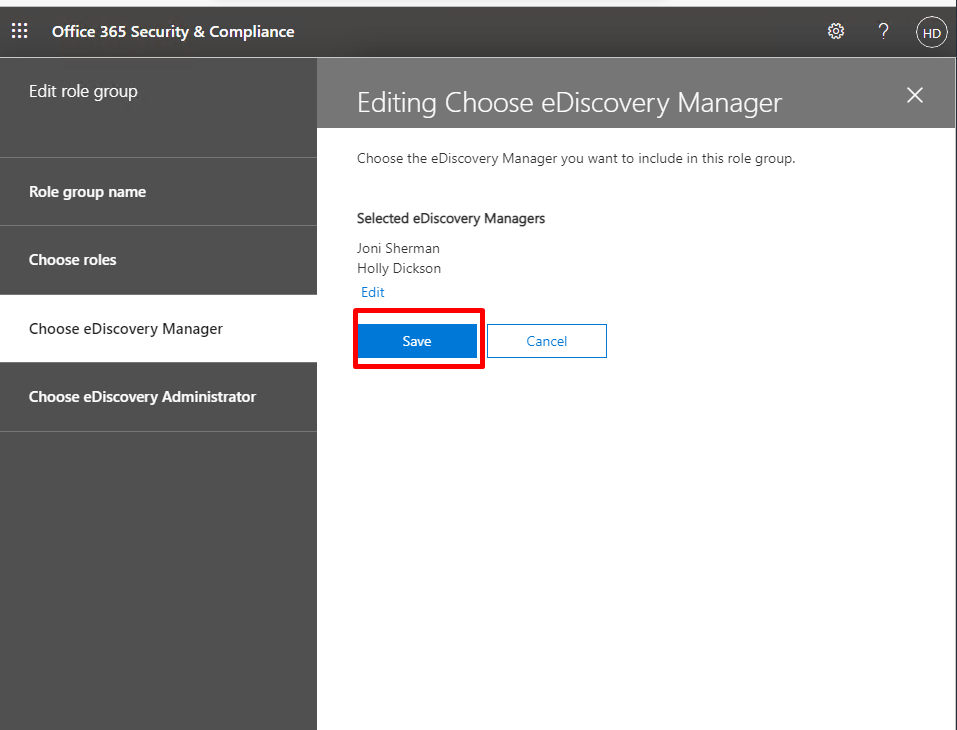 Office 365 Security & Compliance
?
HD
Edit role group
Role group name
Choose roles
Choose eDiscovery Manager
Choose eDiscovery Administrator
Editing Choose eDiscovery Manager
Choose the eDiscovery Manager you want to include in this role group.
Selected eDiscovery Managers
Joni Sherman
Holly Dickson
Edit
Save
Cancel